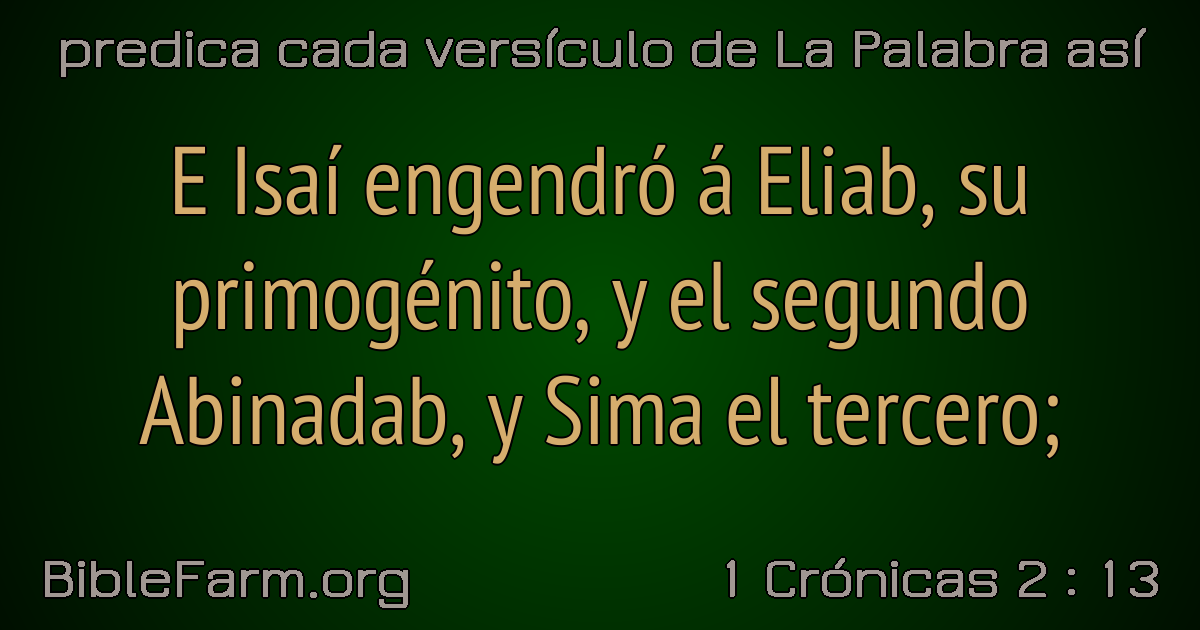 predica cada versículo de La Palabra así
E Isaí engendró á Eliab, su
primogénito, y el segundo
Abinadab, y Sima el tercero;
BibleFarm.org
1 Crónicas 2 : 13